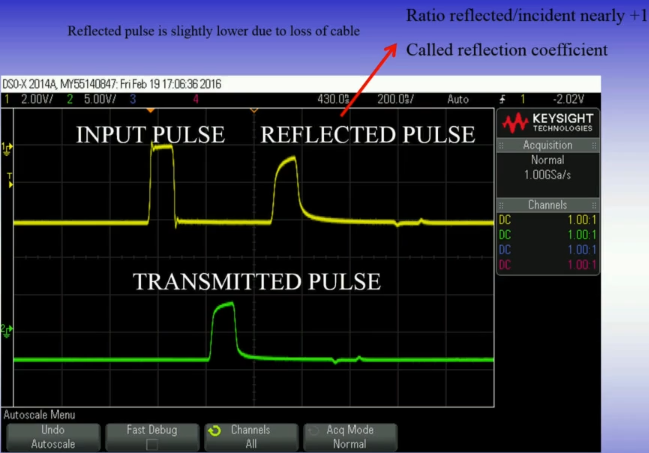 Ratio reflected/incident nearly +1
Reflected pulse is slightly lower due to loss of cable
Called reflection coefficient
DSO-X 2014A, MY55140847: Fri Feb 19 17:06:36 2016
1 2.00V/ 2 5.00V/ 3 4 430.0s 200.0s/ Auto 1 -2.02V
INPUT PULSE REFLECTED PULSE
KEYSIGHT
TECHNOLOGIES
Acquisition
Normal
1.00GSa/s
Channels
DC 1.00:1
DC 1.00:1
DC 1.00:1
DC 1.00:1
1
T
TRANSMITTED PULSE
2
Autoscale Menu
Undo Autoscale
Fast Debug
Channels All
Acq Mode Normal